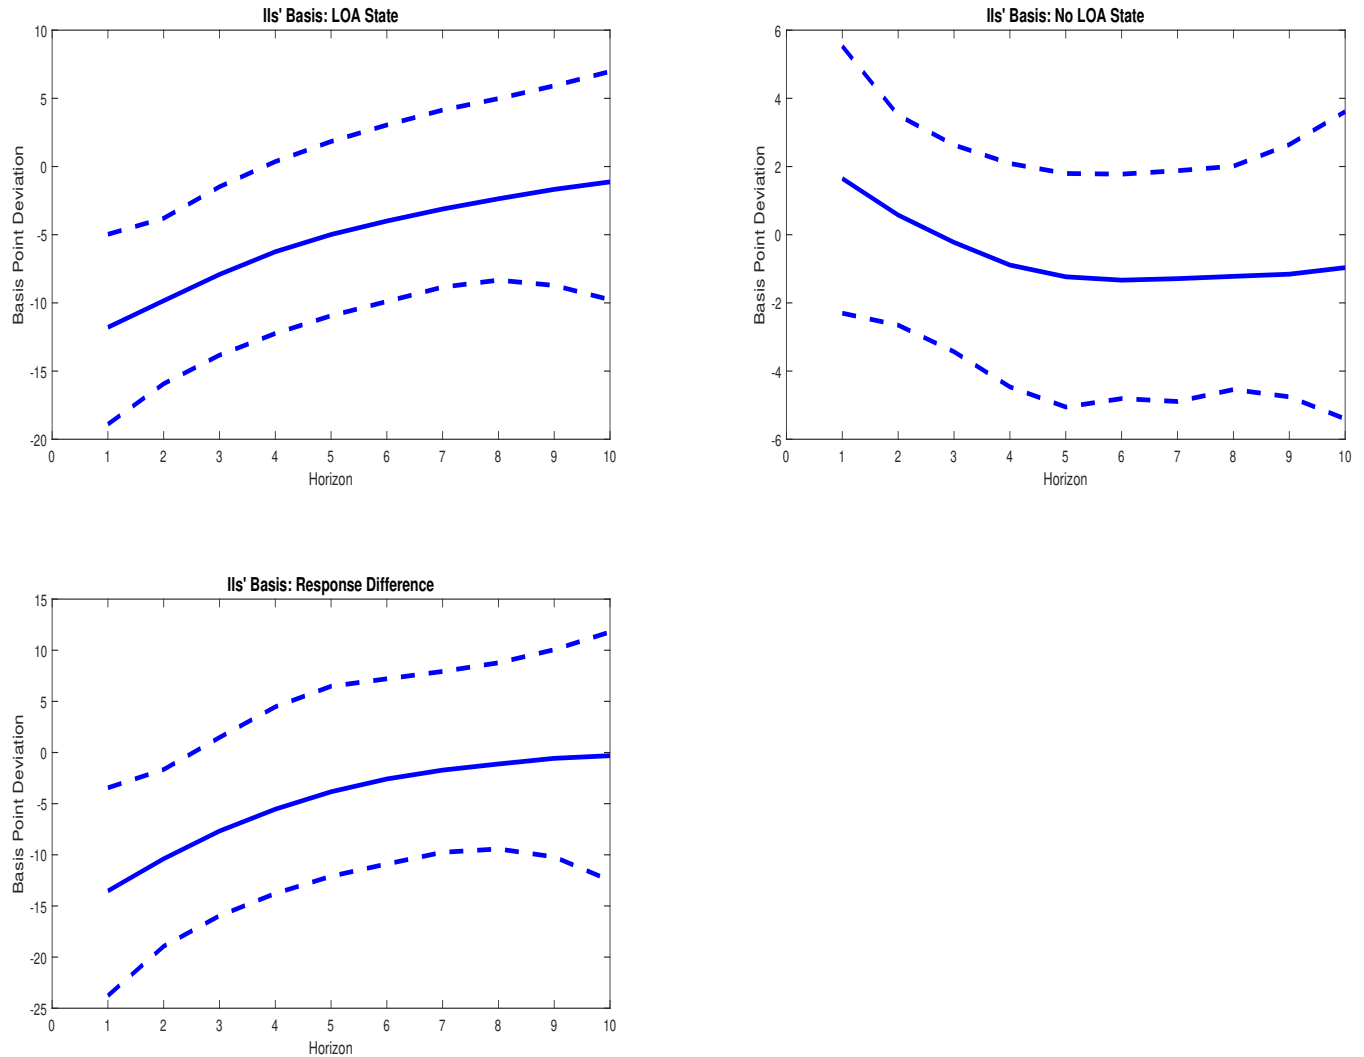 IIs' Basis: LOA State
10
5
0
-5
-10
-15
-20
Basis Point Deviation
0 1 2 3 4 5 6 7 8 9 10
Horizon
IIs' Basis: No LOA State
6
4
2
0
-2
-4
-6
Basis Point Deviation
0 1 2 3 4 5 6 7 8 9 10
Horizon
IIs' Basis: Response Difference
15
10
5
0
-5
-10
-15
-20
-25
Basis Point Deviation
0 1 2 3 4 5 6 7 8 9 10
Horizon